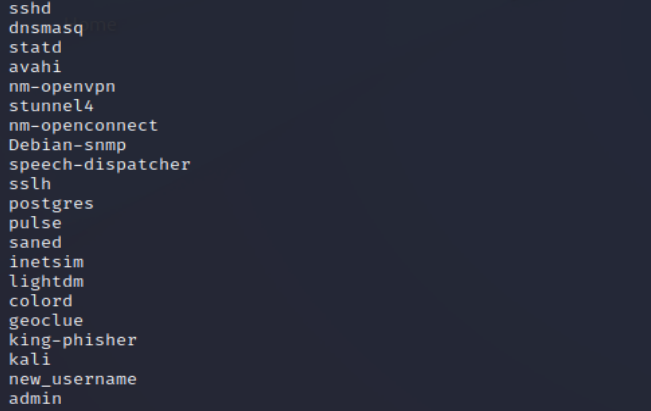 sshd
dnsmasq
statd
avahi
nm-openvpn
stunnel4
nm-openconnect
Debian-snmp
speech-dispatcher
sslh
postgres
pulse
saned
inetsim
lightdm
colord
geoclue
king-phisher
kali
new_username
admin